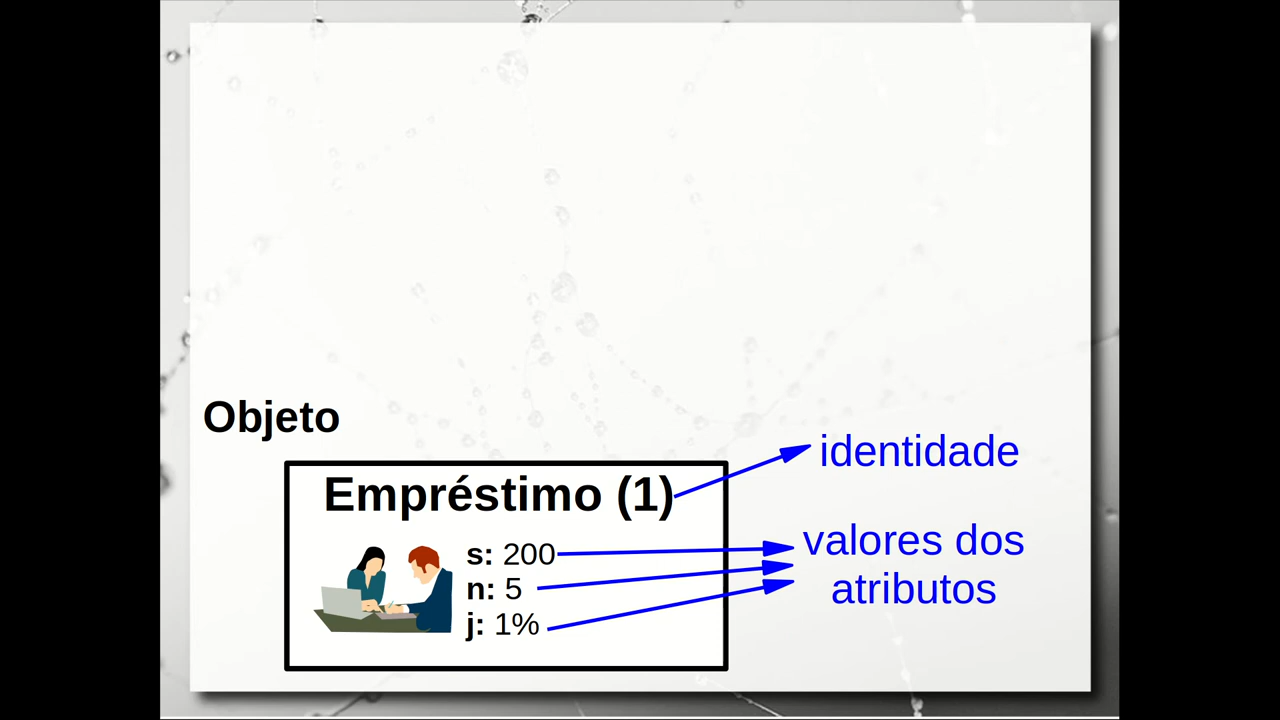 Objeto
identidade
Empréstimo (1)
s: 200
n: 5
j: 1%
valores dos
atributos